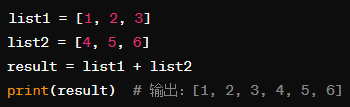 list1 = [1, 2, 3]
list2 = [4, 5, 6]
result = list1 + list2
print(result)  # 输出：[1, 2, 3, 4, 5, 6]